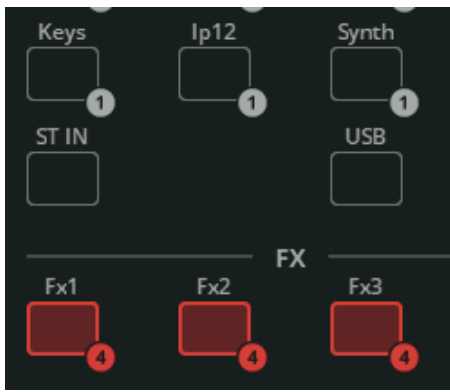 Keys Ip12 Synth
1 1 1
ST IN USB
FX
Fx1 Fx2 Fx3
4 4 4